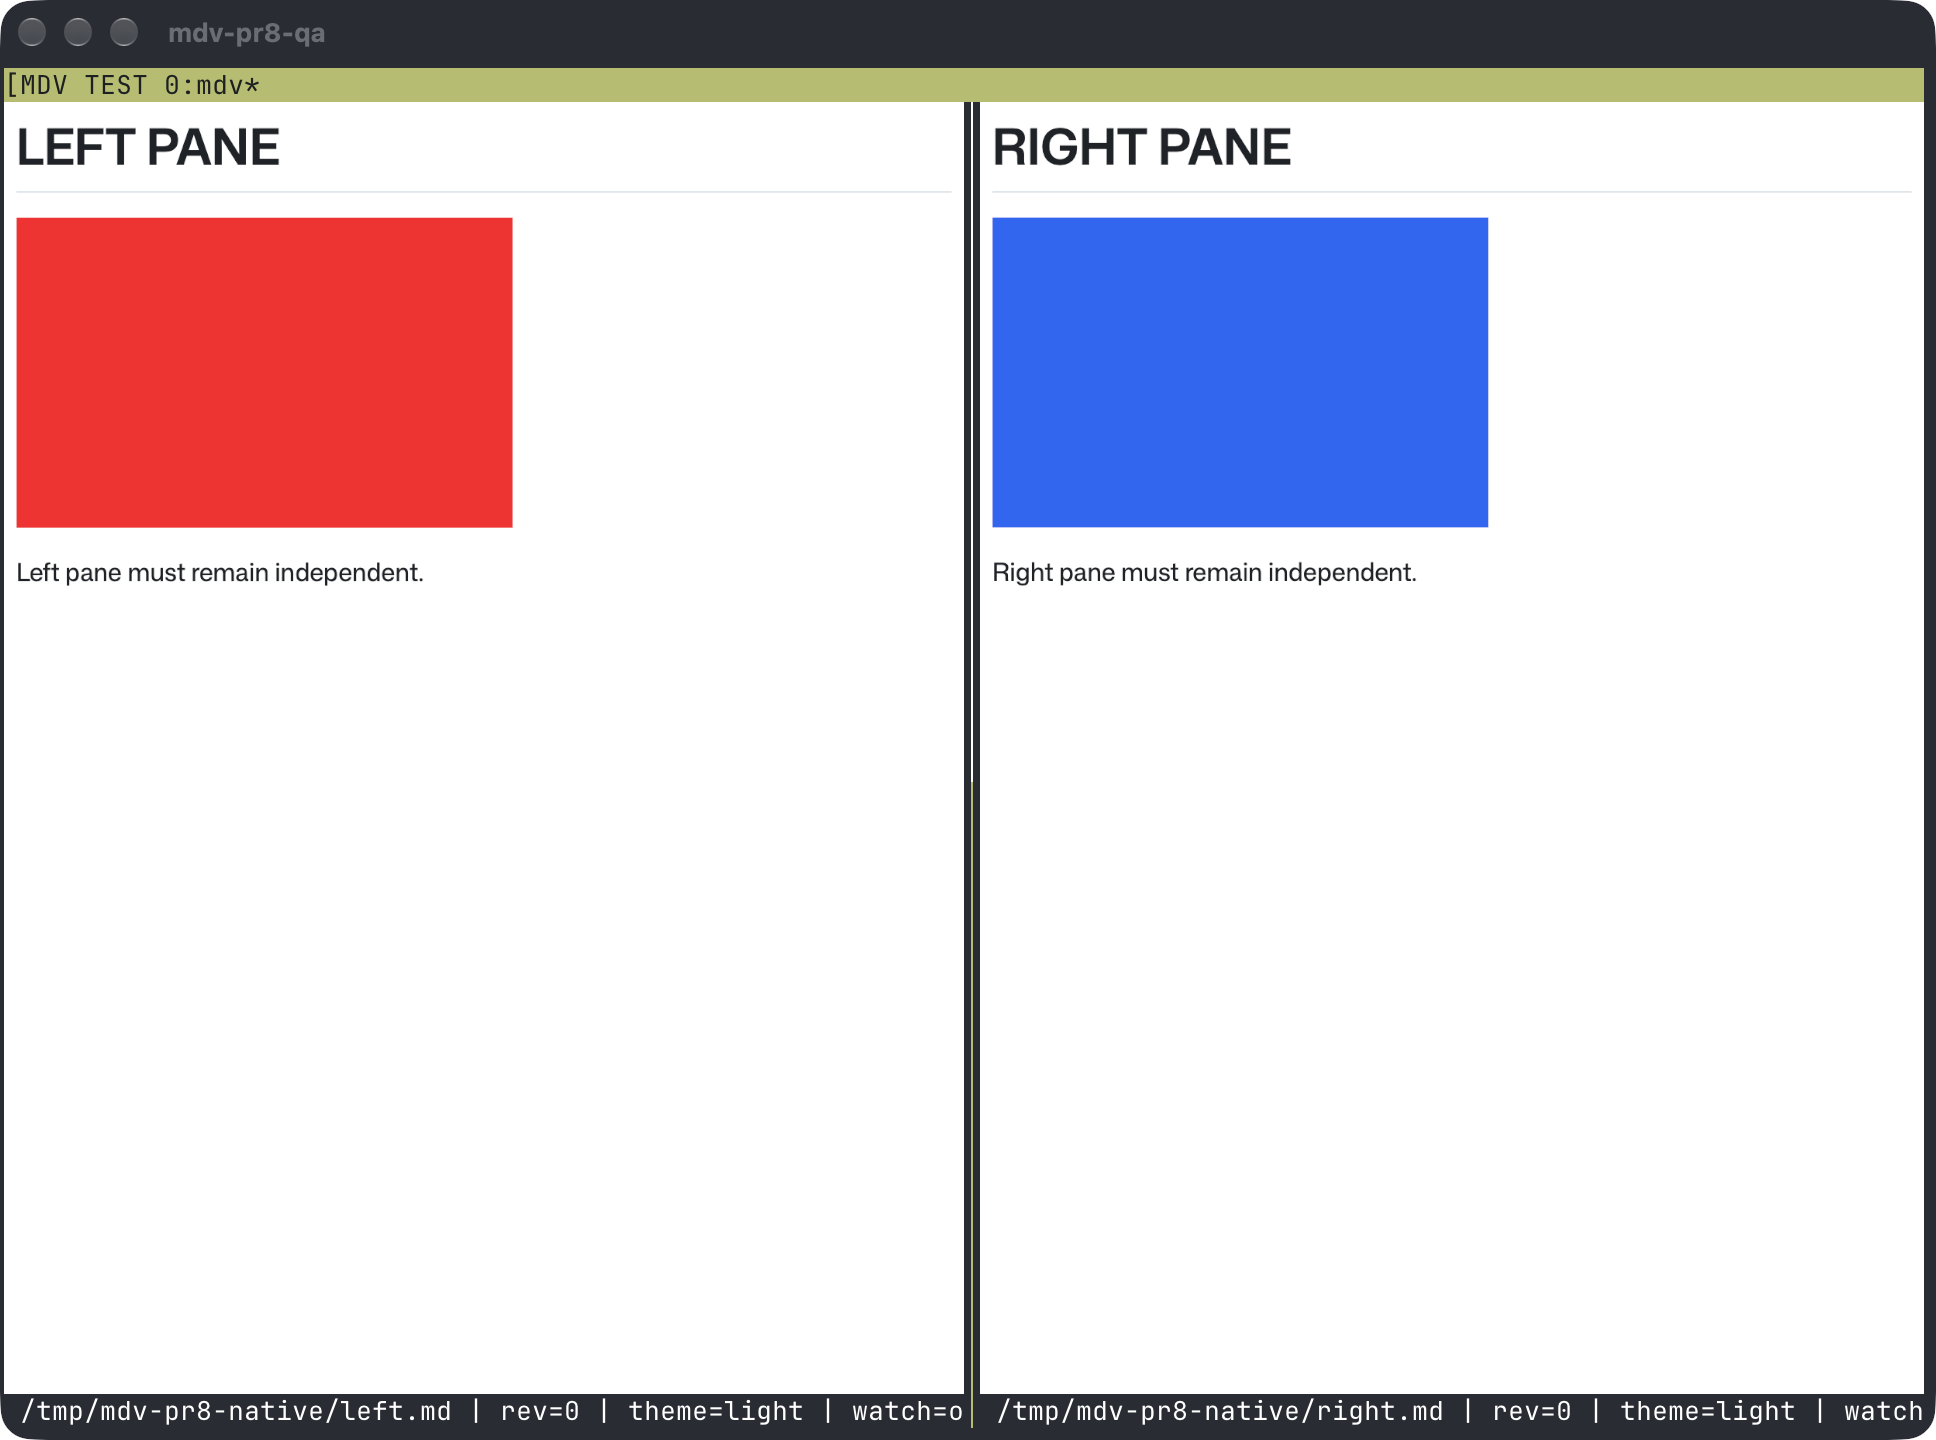 mdv-pr8-qa
[MDV TEST 0:mdv*
LEFT PANE
Left pane must remain independent.
/tmp/mdv-pr8-native/left.md | rev=0 | theme=light | watch=o
RIGHT PANE
Right pane must remain independent.
/tmp/mdv-pr8-native/right.md | rev=0 | theme=light | watch